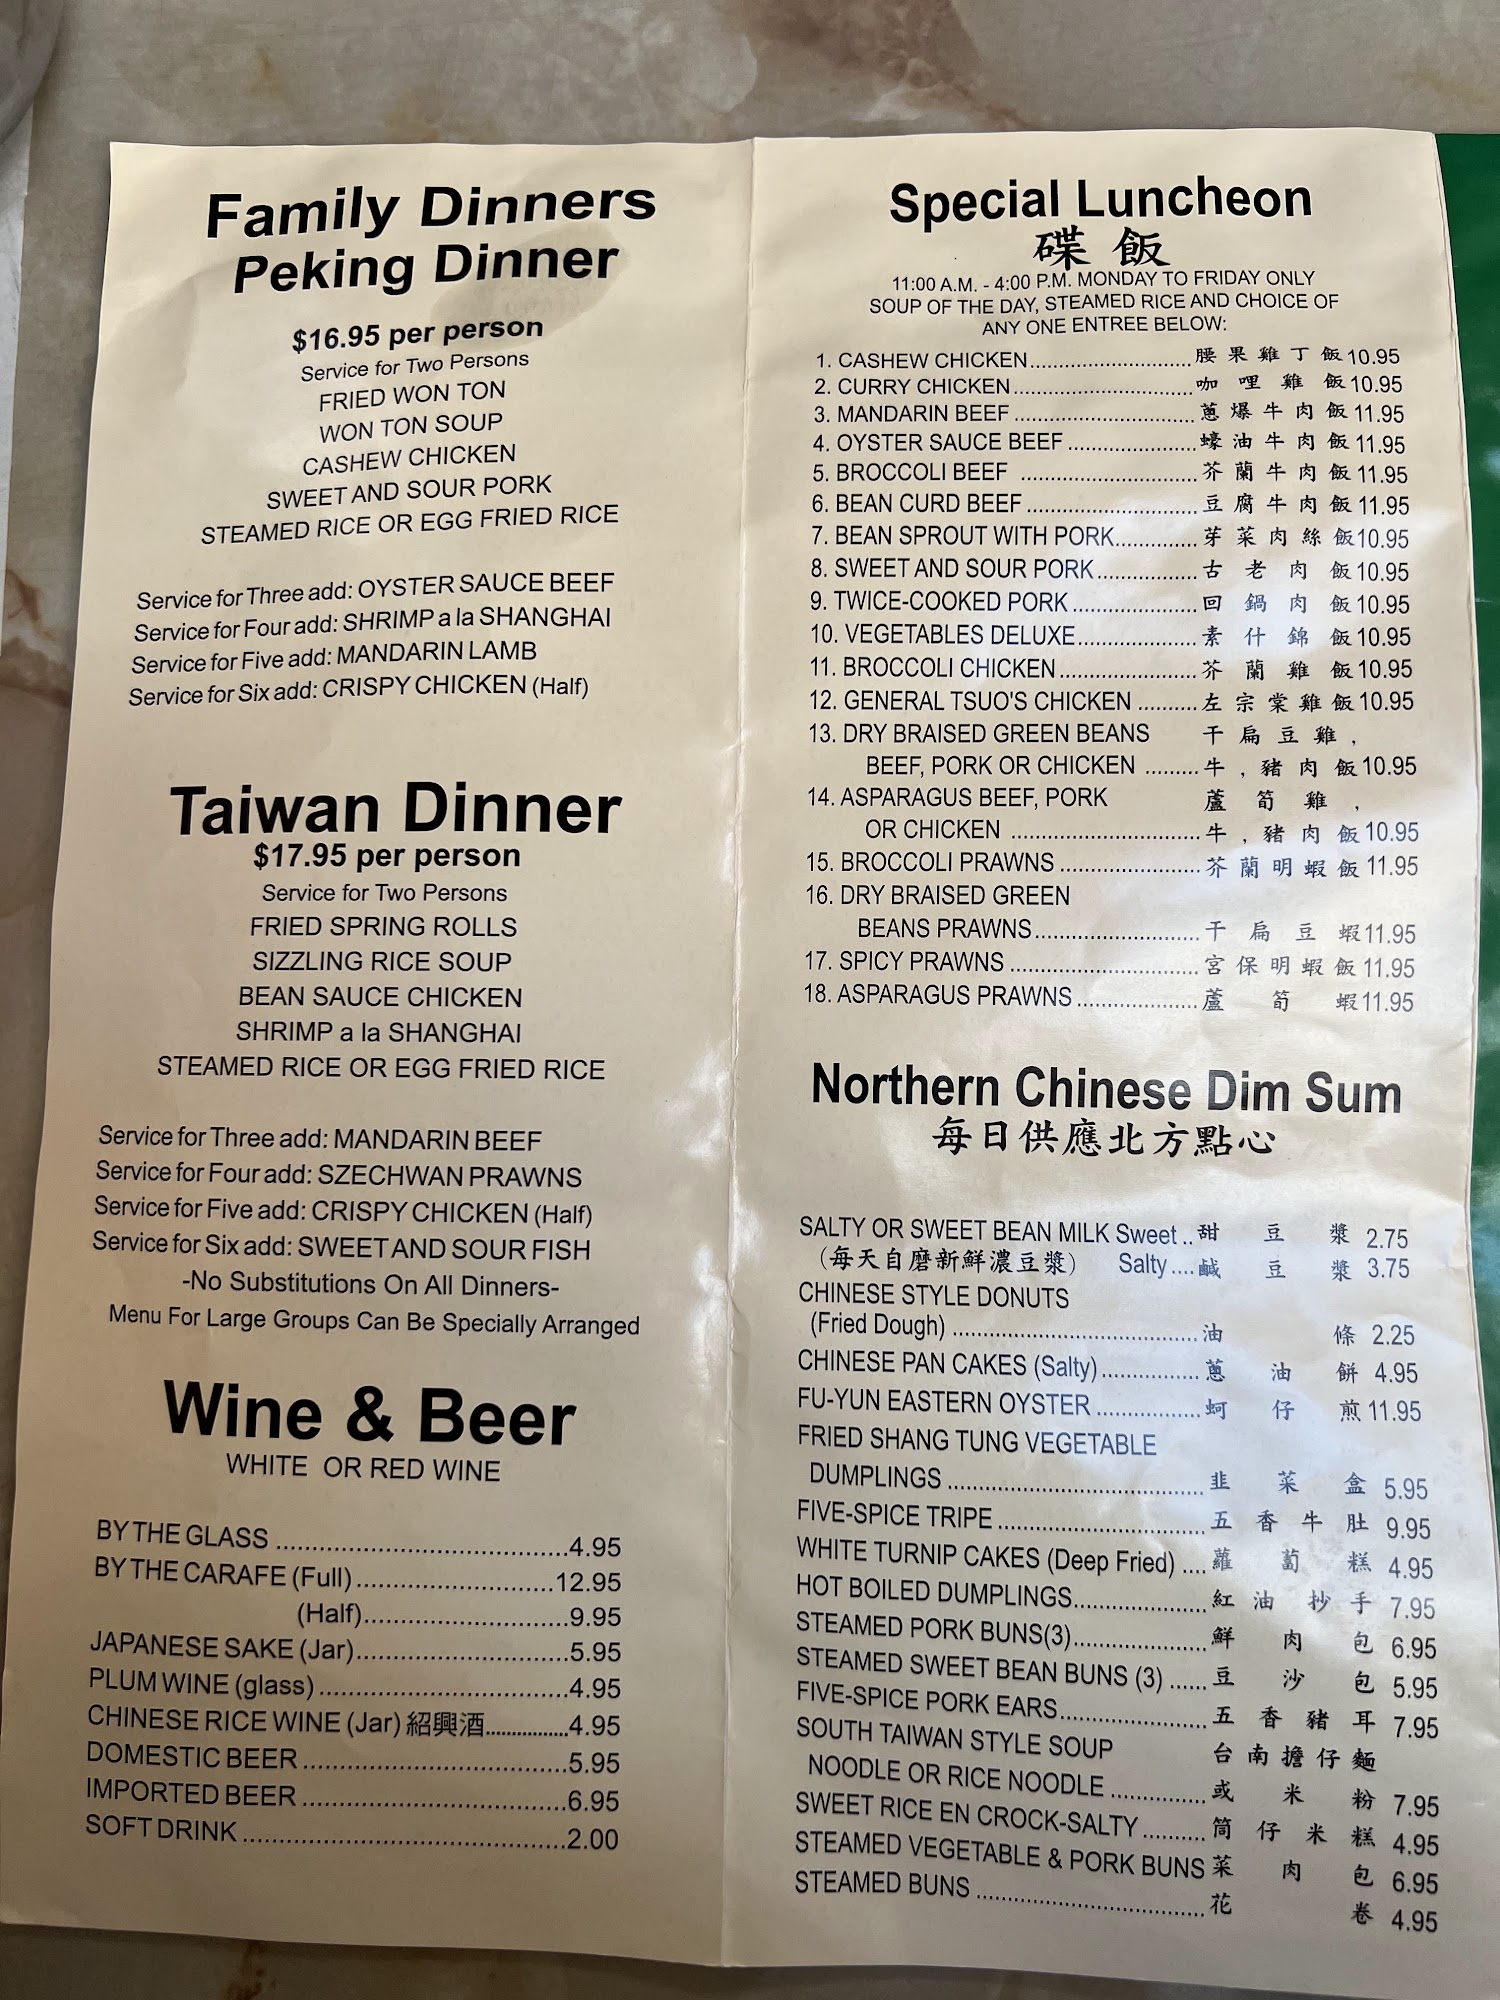 Family Dinners
Peking Dinner
$16.95 per person
Service for Two Persons
FRIED WON TON
WON TON SOUP
CASHEW CHICKEN
SWEET AND SOUR PORK
STEAMED RICE OR EGG FRIED RICE
Service for Three add: OYSTER SAUCE BEEF
Service for Four add: SHRIMP a la SHANGHAI
Service for Five add: MANDARIN LAMB
Service for Six add: CRISPY CHICKEN (Half)
Taiwan Dinner
$17.95 per person
Service for Two Persons
FRIED SPRING ROLLS
SIZZLING RICE SOUP
BEAN SAUCE CHICKEN
SHRIMP a la SHANGHAI
STEAMED RICE OR EGG FRIED RICE
Service for Three add: MANDARIN BEEF
Service for Four add: SZECHWAN PRAWNS
Service for Five add: CRISPY CHICKEN (Half)
Service for Six add: SWEET AND SOUR FISH
-No Substitutions On All Dinners-
Menu For Large Groups Can Be Specially Arranged
Wine & Beer
WHITE OR RED WINE
BY THE GLASS ....................................4.95
BY THE CARAFE (Full)........................12.95
(Half).........................9.95
JAPANESE SAKE (Jar)..........................5.95
PLUM WINE (glass)..............................4.95
CHINESE RICE WINE (Jar) 紹興酒................4.95
DOMESTIC BEER ................................5.95
IMPORTED BEER ................................6.95
SOFT DRINK .......................................2.00
Special Luncheon
碟飯
11:00 A.M. - 4:00 P.M. MONDAY TO FRIDAY ONLY
SOUP OF THE DAY, STEAMED RICE AND CHOICE OF
ANY ONE ENTREE BELOW:
1. CASHEW CHICKEN...........................腰果雞丁飯 10.95
2. CURRY CHICKEN..............................咖哩雞飯 10.95
3. MANDARIN BEEF..............................蔥爆牛肉飯 11.95
4. OYSTER SAUCE BEEF......................蠔油牛肉飯 11.95
5. BROCCOLI BEEF ..............................芥蘭牛肉飯 11.95
6. BEAN CURD BEEF............................豆腐牛肉飯 11.95
7. BEAN SPROUT WITH PORK..............芽菜肉絲飯 10.95
8. SWEET AND SOUR PORK.................古老肉飯 10.95
9. TWICE-COOKED PORK.....................回鍋肉飯 10.95
10. VEGETABLES DELUXE....................素什錦飯 10.95
11. BROCCOLI CHICKEN.......................芥蘭雞飯 10.95
12. GENERAL TSUO'S CHICKEN ..........左宗棠雞飯 10.95
13. DRY BRAISED GREEN BEANS 干扁豆雞,
BEEF, PORK OR CHICKEN .........牛,豬肉飯 10.95
14. ASPARAGUS BEEF, PORK 蘆筍雞,
OR CHICKEN ................................牛,豬肉飯 10.95
15. BROCCOLI PRAWNS........................芥蘭明蝦飯 11.95
16. DRY BRAISED GREEN
BEANS PRAWNS............................干扁豆蝦 11.95
17. SPICY PRAWNS ................................宮保明蝦飯 11.95
18. ASPARAGUS PRAWNS.....................蘆筍蝦 11.95
Northern Chinese Dim Sum
每日供應北方點心
SALTY OR SWEET BEAN MILK Sweet .. 甜豆漿 2.75
(每天自磨新鮮濃豆漿) Salty.... 鹹豆漿 3.75
CHINESE STYLE DONUTS
(Fried Dough) ..........................................油條 2.25
CHINESE PAN CAKES (Salty).................蔥油餅 4.95
FU-YUN EASTERN OYSTER ..................蚵仔煎 11.95
FRIED SHANG TUNG VEGETABLE
DUMPLINGS ...........................................韭菜盒 5.95
FIVE-SPICE TRIPE...................................五香牛肚 9.95
WHITE TURNIP CAKES (Deep Fried) .... 蘿蔔糕 4.95
HOT BOILED DUMPLINGS......................紅油抄手 7.95
STEAMED PORK BUNS(3)......................鮮肉包 6.95
STEAMED SWEET BEAN BUNS (3) ......豆沙包 5.95
FIVE-SPICE PORK EARS.........................五香豬耳 7.95
SOUTH TAIWAN STYLE SOUP 台南擔仔麵
NOODLE OR RICE NOODLE ................或米粉 7.95
SWEET RICE EN CROCK-SALTY ..........筒仔米糕 4.95
STEAMED VEGETABLE & PORK BUNS 菜肉包 6.95
STEAMED BUNS ......................................花卷 4.95